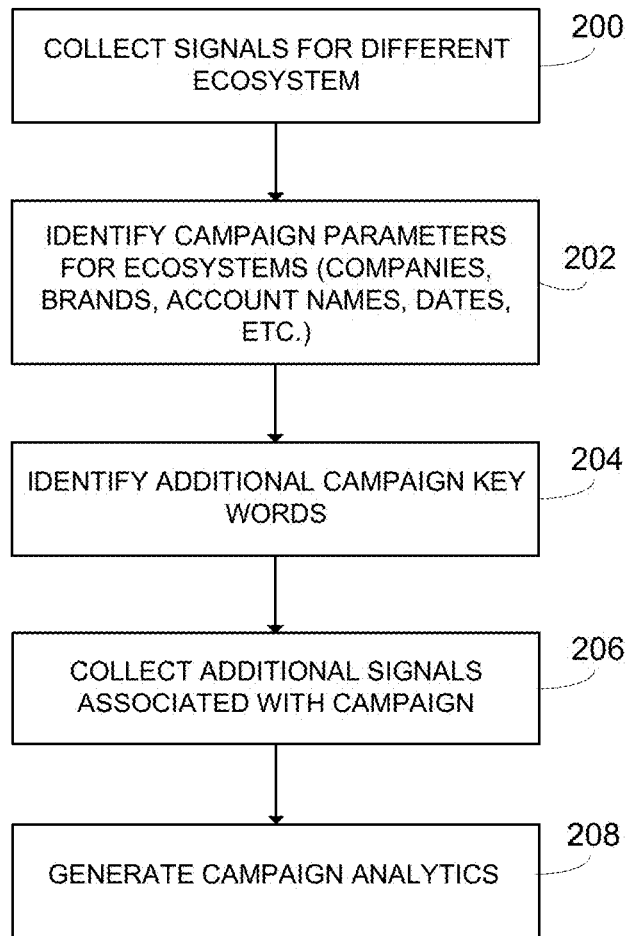 COLLECT SIGNALS FOR DIFFERENT
ECOSYSTEM
200
IDENTIFY CAMPAIGN PARAMETERS
FOR ECOSYSTEMS (COMPANIES,
BRANDS, ACCOUNT NAMES, DATES,
ETC.)
202
IDENTIFY ADDITIONAL CAMPAIGN KEY
WORDS
204
COLLECT ADDITIONAL SIGNALS
ASSOCIATED WITH CAMPAIGN
206
GENERATE CAMPAIGN ANALYTICS
208